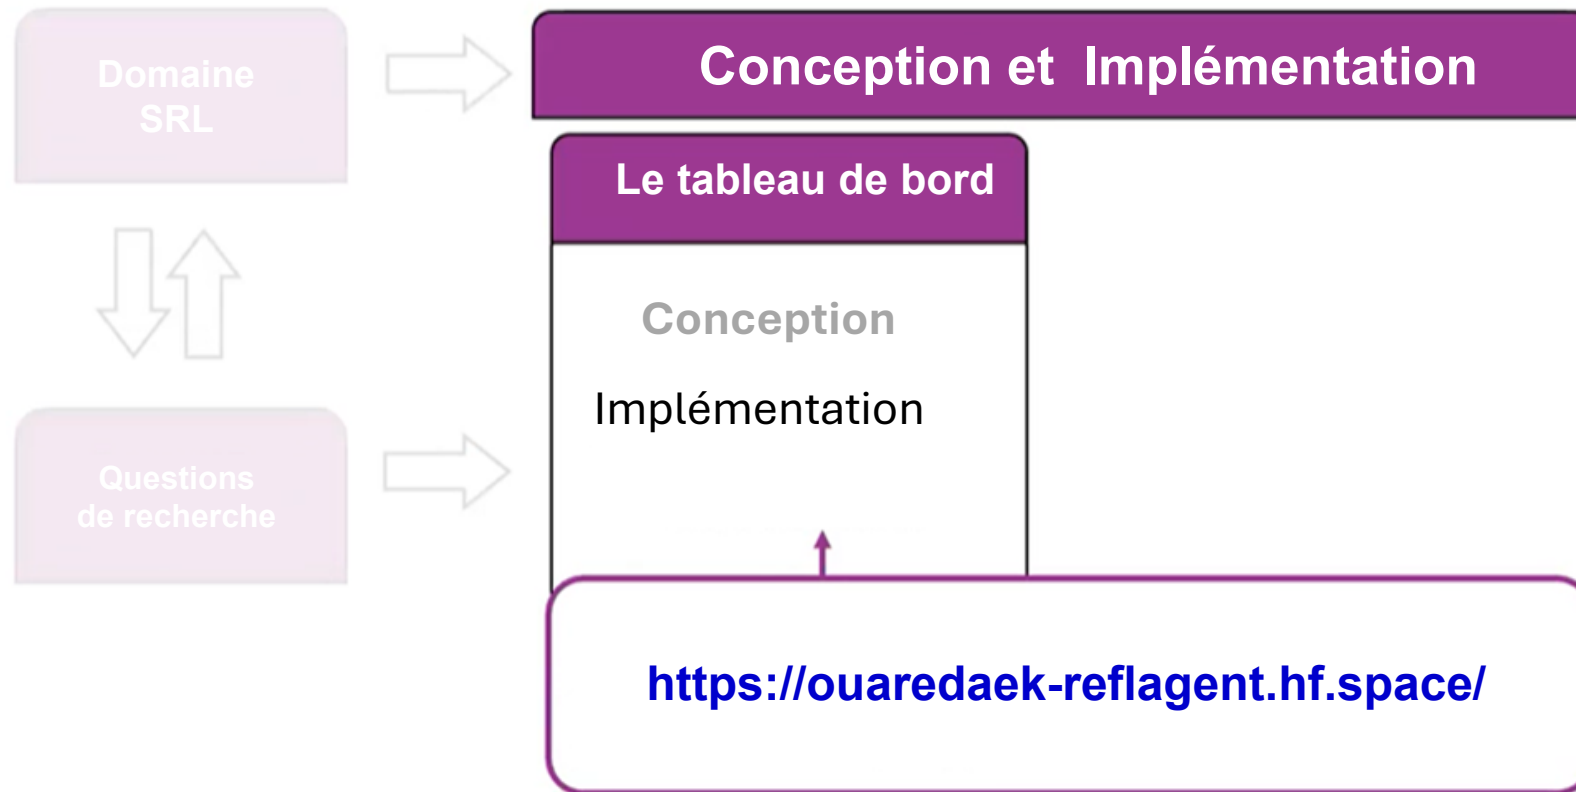 Domaine
SRL
Conception et Implémentation
Le tableau de bord
Conception
Implémentation
Questions
de recherche
https://ouaredaek-reflagent.hf.space/